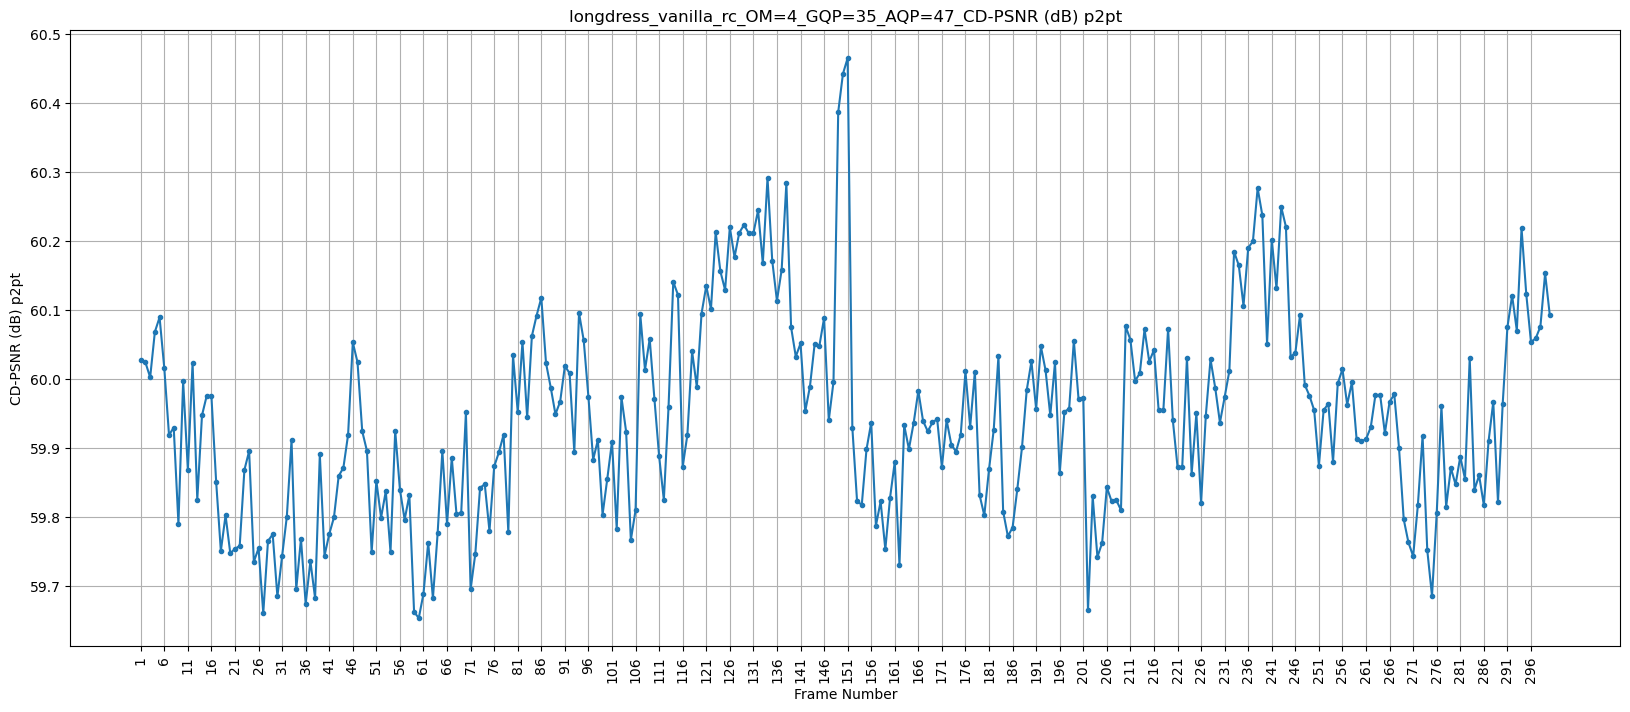 longdress_vanilla_rc_OM=4_GQP=35_AQP=47_CD-PSNR (dB) p2pt
60.5
60.4
60.3
60.2
60.1
60.0
59.9
59.8
59.7
CD-PSNR (dB) p2pt
1 6 11 16 21 26 31 36 41 46 51 56 61 66 71 76 81 86 91 96 101 106 111 116 121 126 131 136 141 146 151 156 161 166 171 176 181 186 191 196 201 206 211 216 221 226 231 236 241 246 251 256 261 266 271 276 281 286 291 296
Frame Number